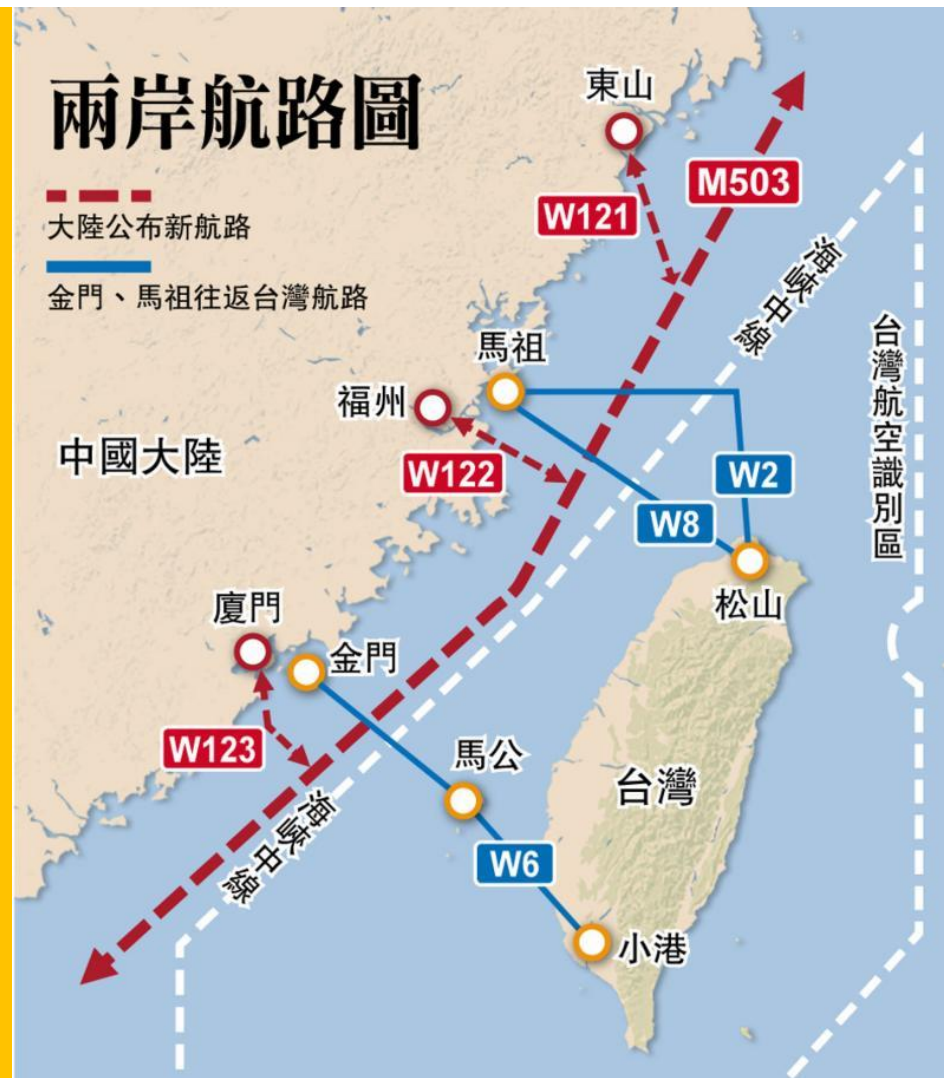 兩岸航路圖
大陸公布新航路
金門、馬祖往返台灣航路
東山
M503
W121
海峽中線
台灣航空識別區
馬祖
福州
中國大陸
W122
W2
W8
松山
廈門
金門
W123
馬公
台灣
海峽中線
W6
小港